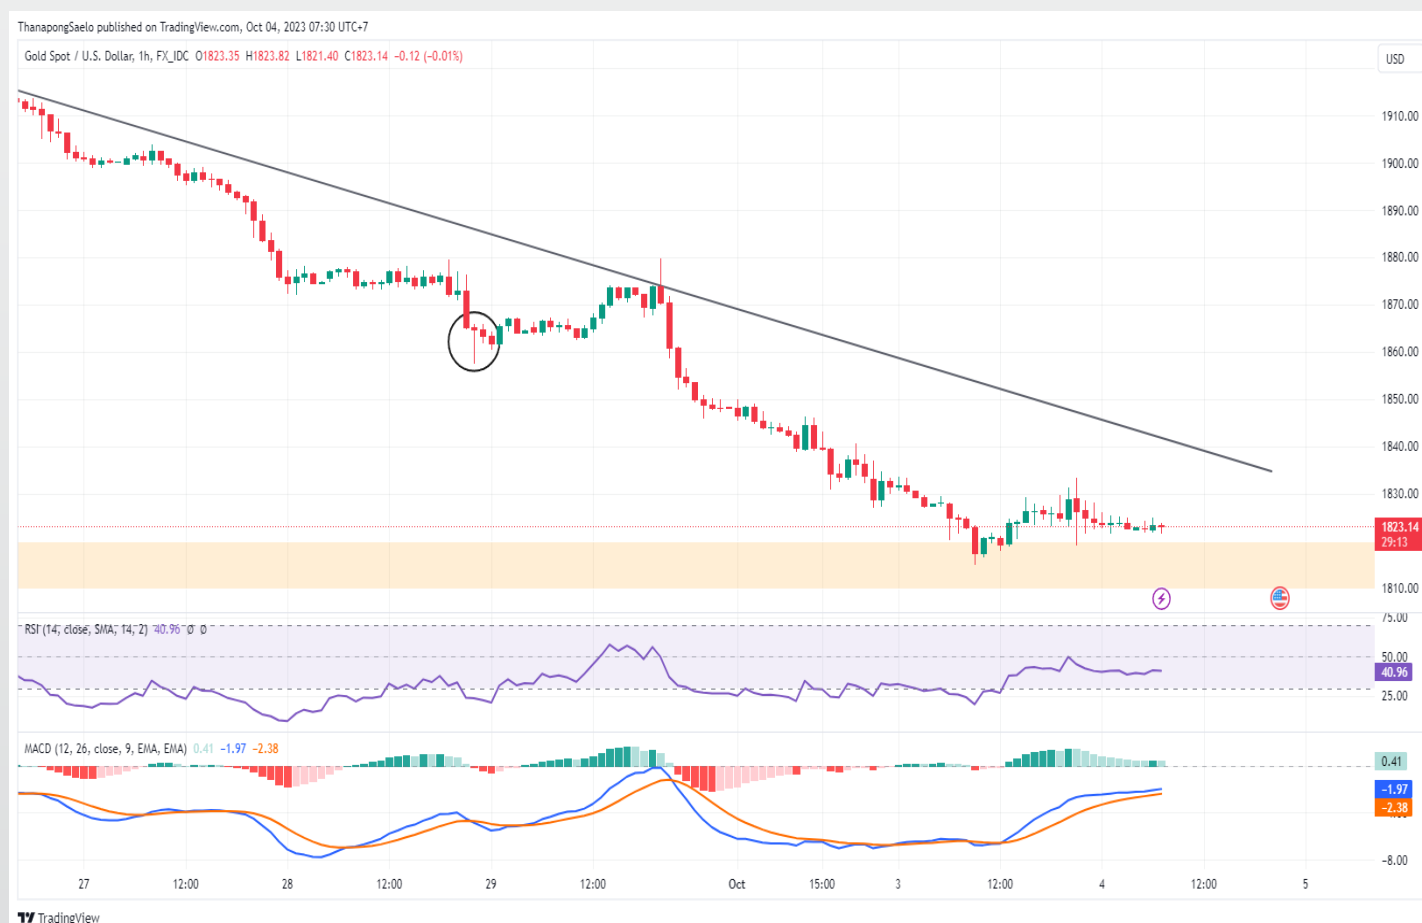 ThanapongSaelo published on TradingView.com, Oct 04, 2023 07:30 UTC+7
Gold Spot / U.S. Dollar, 1h, FX_IDC O1823.35 H1823.82 L1821.40 C1823.14 −0.12 (−0.01%)
USD
1910.00
1900.00
1890.00
1880.00
1870.00
1860.00
1850.00
1840.00
1830.00
1823.14
29:13
1810.00
RSI (14, close, SMA, 14, 2) 40.96 Ø Ø
75.00
50.00
40.96
25.00
MACD (12, 26, close, 9, EMA, EMA) 0.41 −1.97 −2.38
0.41
−1.97
−2.38
−8.00
27 12:00 28 12:00 29 12:00 Oct 15:00 3 12:00 4 12:00 5
TradingView